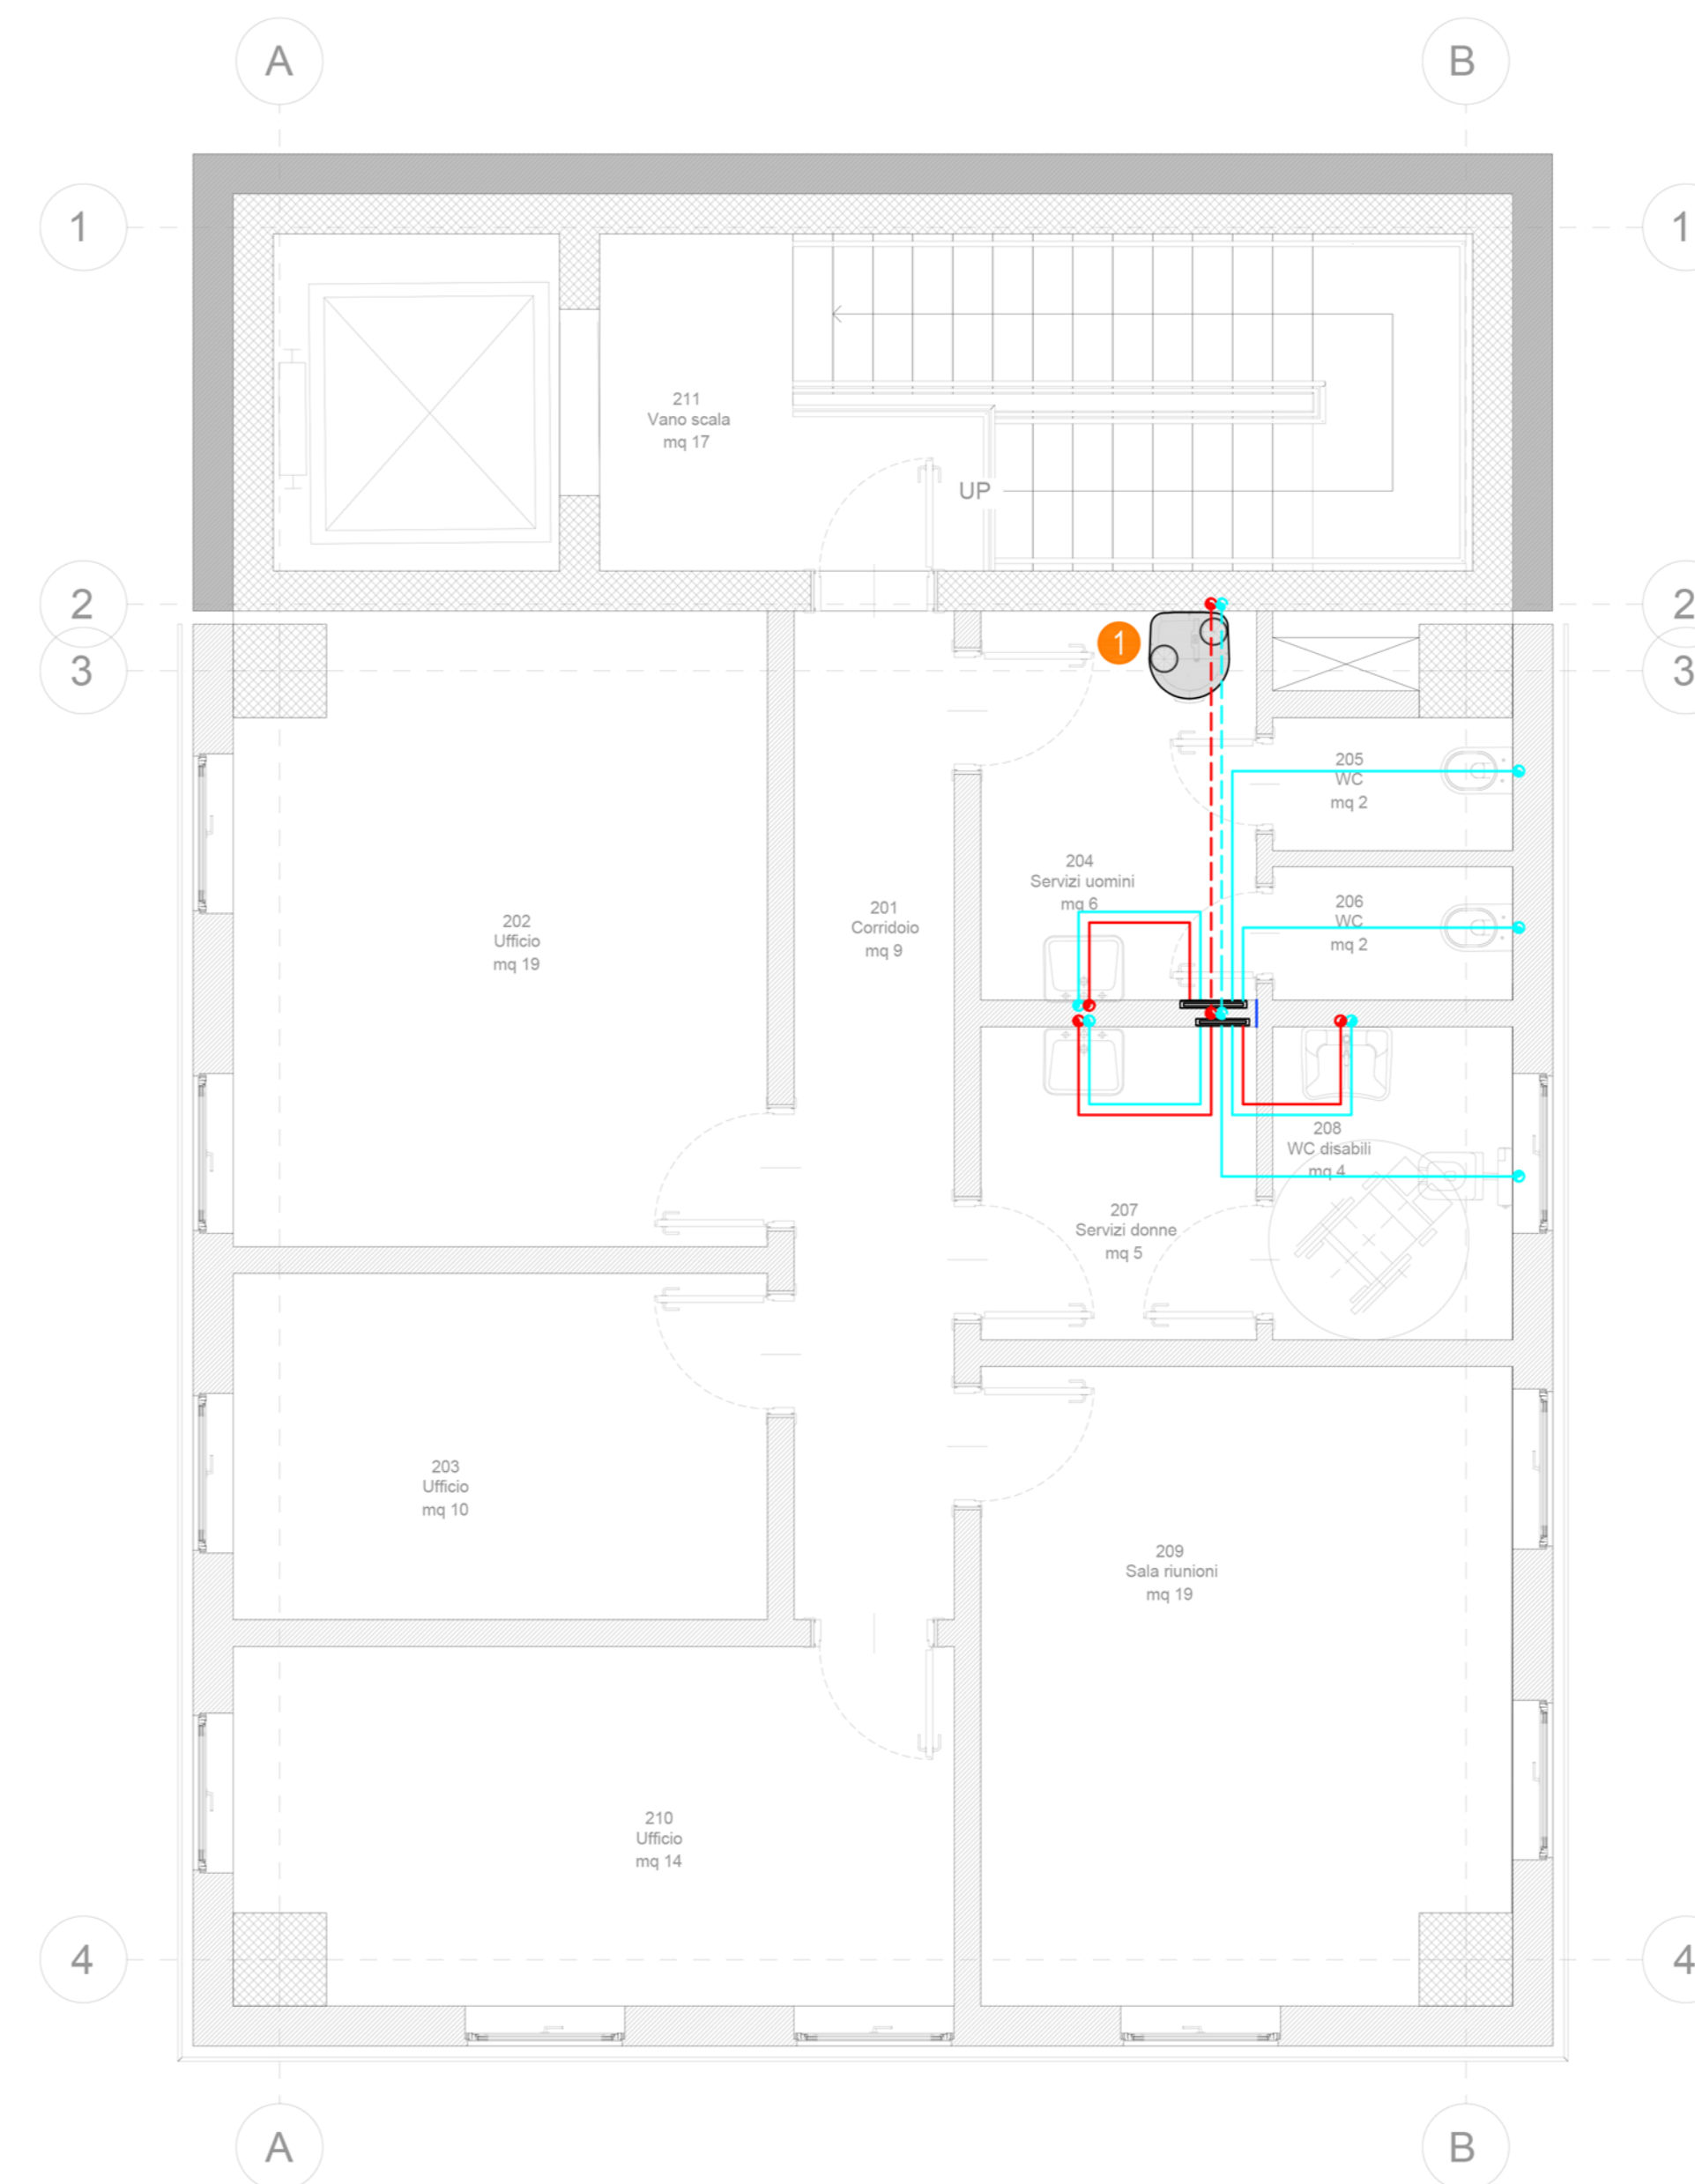 A
B
1
1
211
Vano scala
mq 17
UP
2
2
1
3
3
205
WC
mq 2
204
Servizi uomini
mq 6
206
WC
mq 2
201
Corridoio
mq 9
202
Ufficio
mq 19
208
WC disabili
mq 4
207
Servizi donne
mq 5
203
Ufficio
mq 10
209
Sala riunioni
mq 19
210
Ufficio
mq 14
4
4
A
B